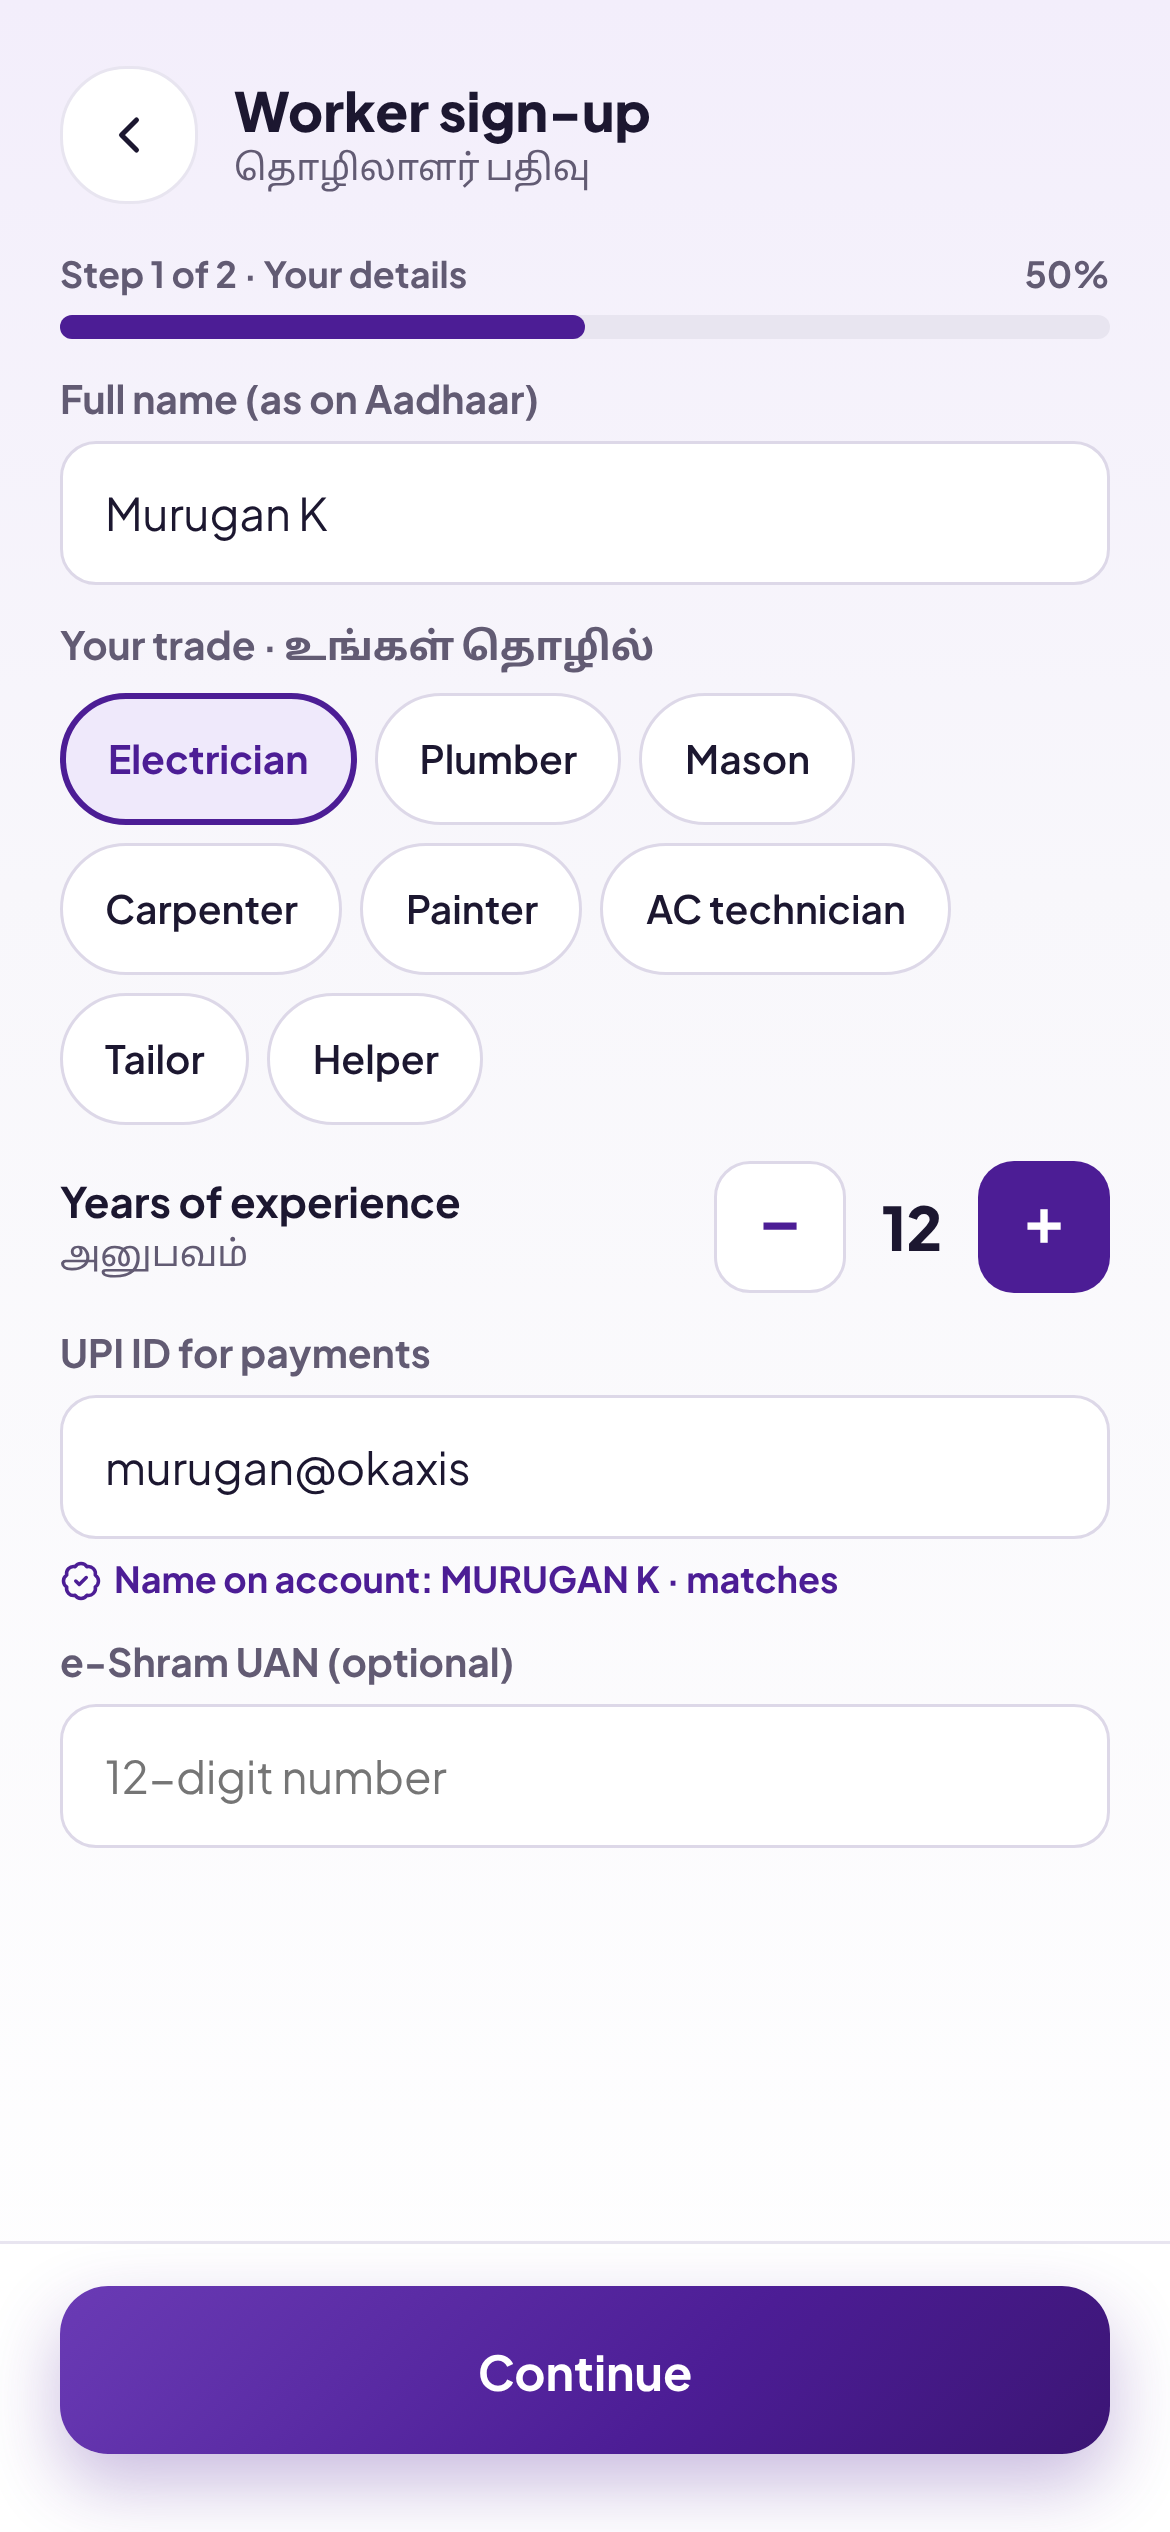 Worker sign-up
தொழிலாளர் பதிவு
Step 1 of 2 · Your details 50%
Full name (as on Aadhaar)
Murugan K
Your trade · உங்கள் தொழில்
Electrician Plumber Mason
Carpenter Painter AC technician
Tailor Helper
Years of experience
அனுபவம்
− 12 +
UPI ID for payments
murugan@okaxis
Name on account: MURUGAN K · matches
e-Shram UAN (optional)
12-digit number
Continue